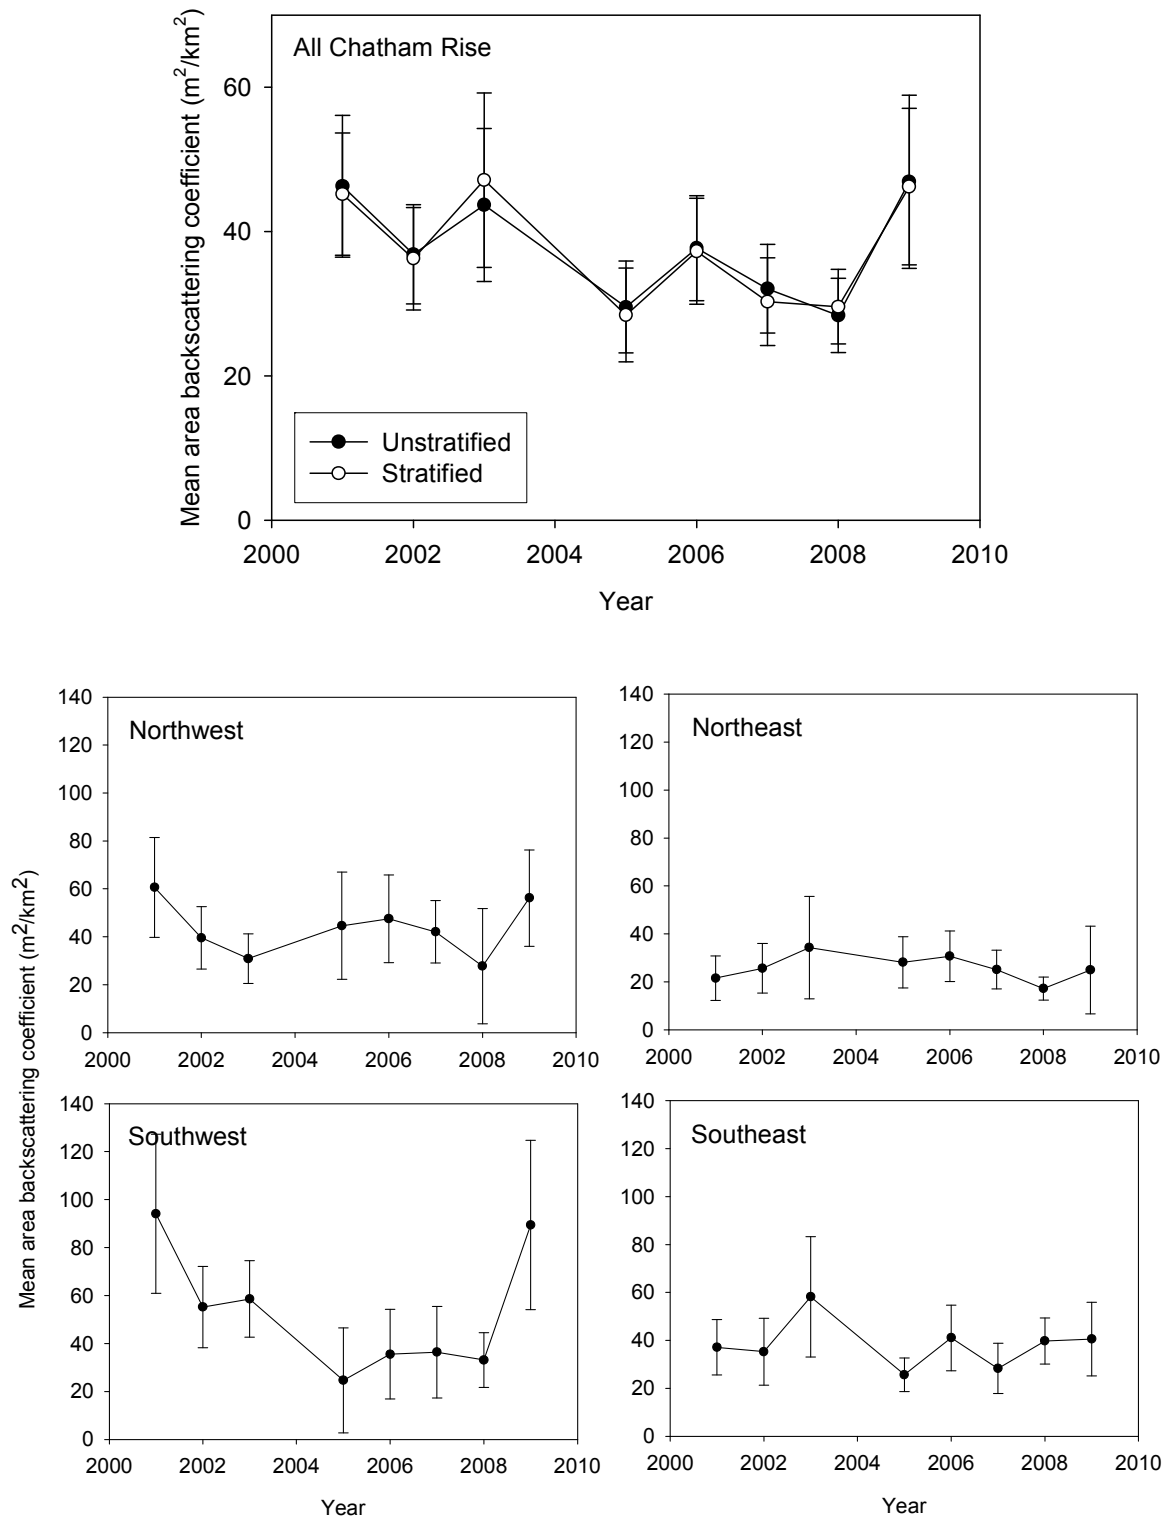 All Chatham Rise
Mean area backscattering coefficient (m²/km²)
60
40
20
0
Unstratified
Stratified
2000 2002 2004 2006 2008 2010
Year
Mean area backscattering coefficient (m²/km²)
Northwest
140
120
100
80
60
40
20
0
2000 2002 2004 2006 2008 2010
Northeast
140
120
100
80
60
40
20
0
2000 2002 2004 2006 2008 2010
Southwest
140
120
100
80
60
40
20
0
2000 2002 2004 2006 2008 2010
Year
Southeast
140
120
100
80
60
40
20
0
2000 2002 2004 2006 2008 2010
Year